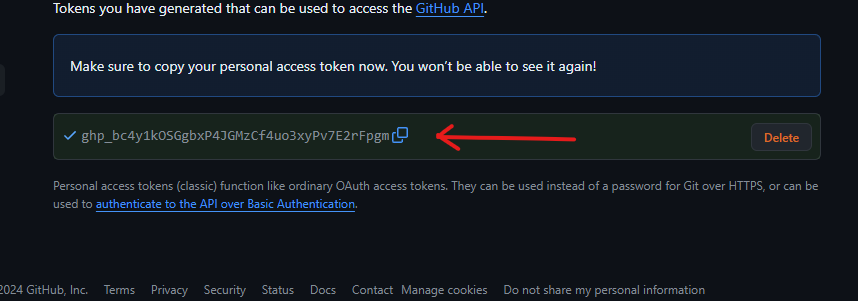 Tokens you have generated that can be used to access the GitHub API.
Make sure to copy your personal access token now. You won't be able to see it again!
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
Delete
Personal access tokens (classic) function like ordinary OAuth access tokens. They can be used instead of a password for Git over HTTPS, or can be
used to authenticate to the API over Basic Authentication.
2024 GitHub, Inc. Terms Privacy Security Status Docs Contact Manage cookies Do not share my personal information